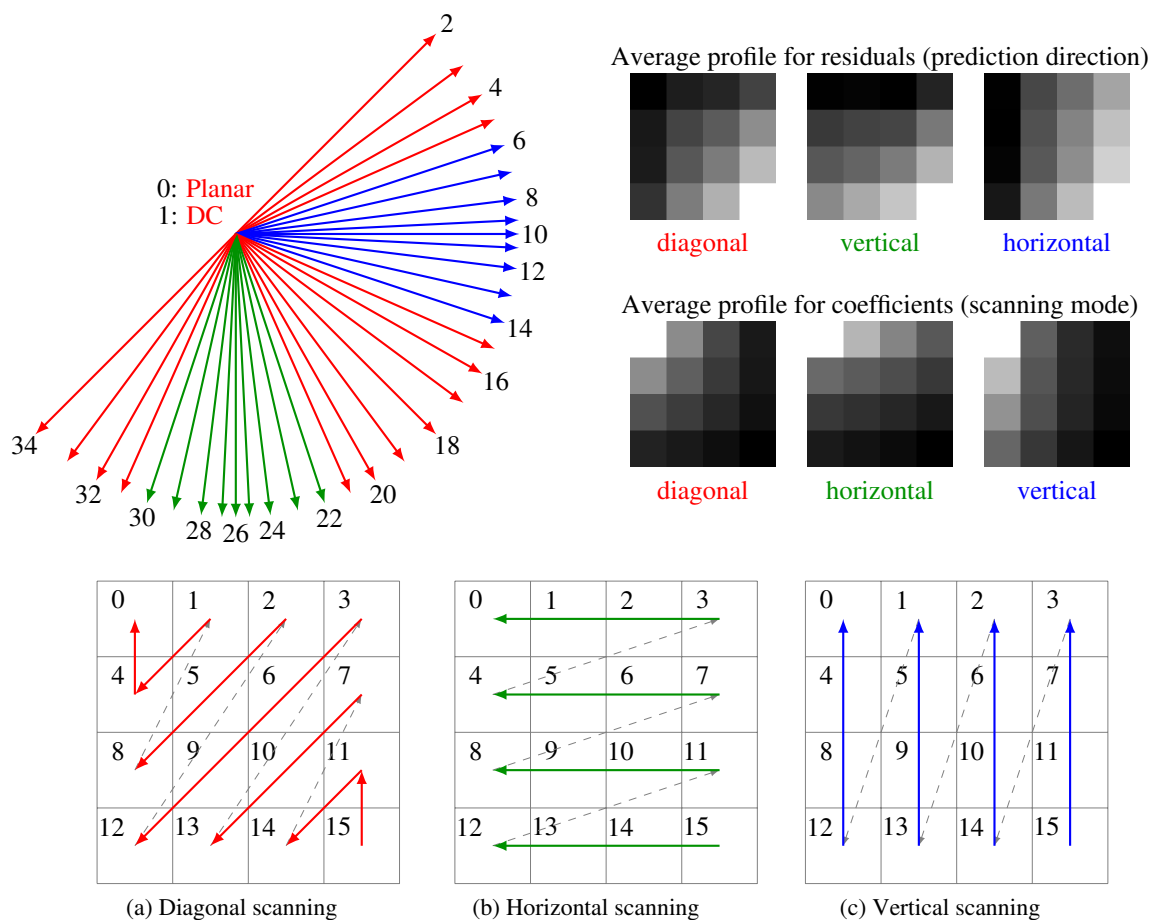 2
4
6
8
10
12
14
16
18
20
22
24
26
28
30
32
34
0: Planar
1: DC
Average profile for residuals (prediction direction)
diagonal vertical horizontal
Average profile for coefficients (scanning mode)
diagonal horizontal vertical
0 1 2 3
4 5 6 7
8 9 10 11
12 13 14 15
(a) Diagonal scanning
0 1 2 3
4 5 6 7
8 9 10 11
12 13 14 15
(b) Horizontal scanning
0 1 2 3
4 5 6 7
8 9 10 11
12 13 14 15
(c) Vertical scanning